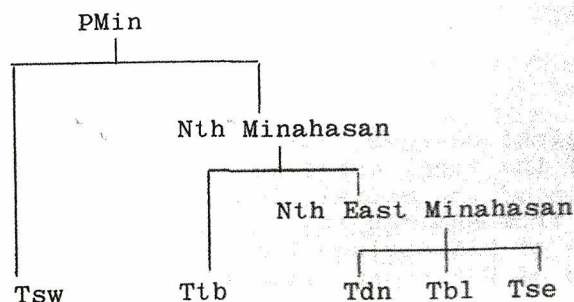 PMin
Nth Minahasan
Nth East Minahasan
Tsw Ttb Tdn Tbl Tse